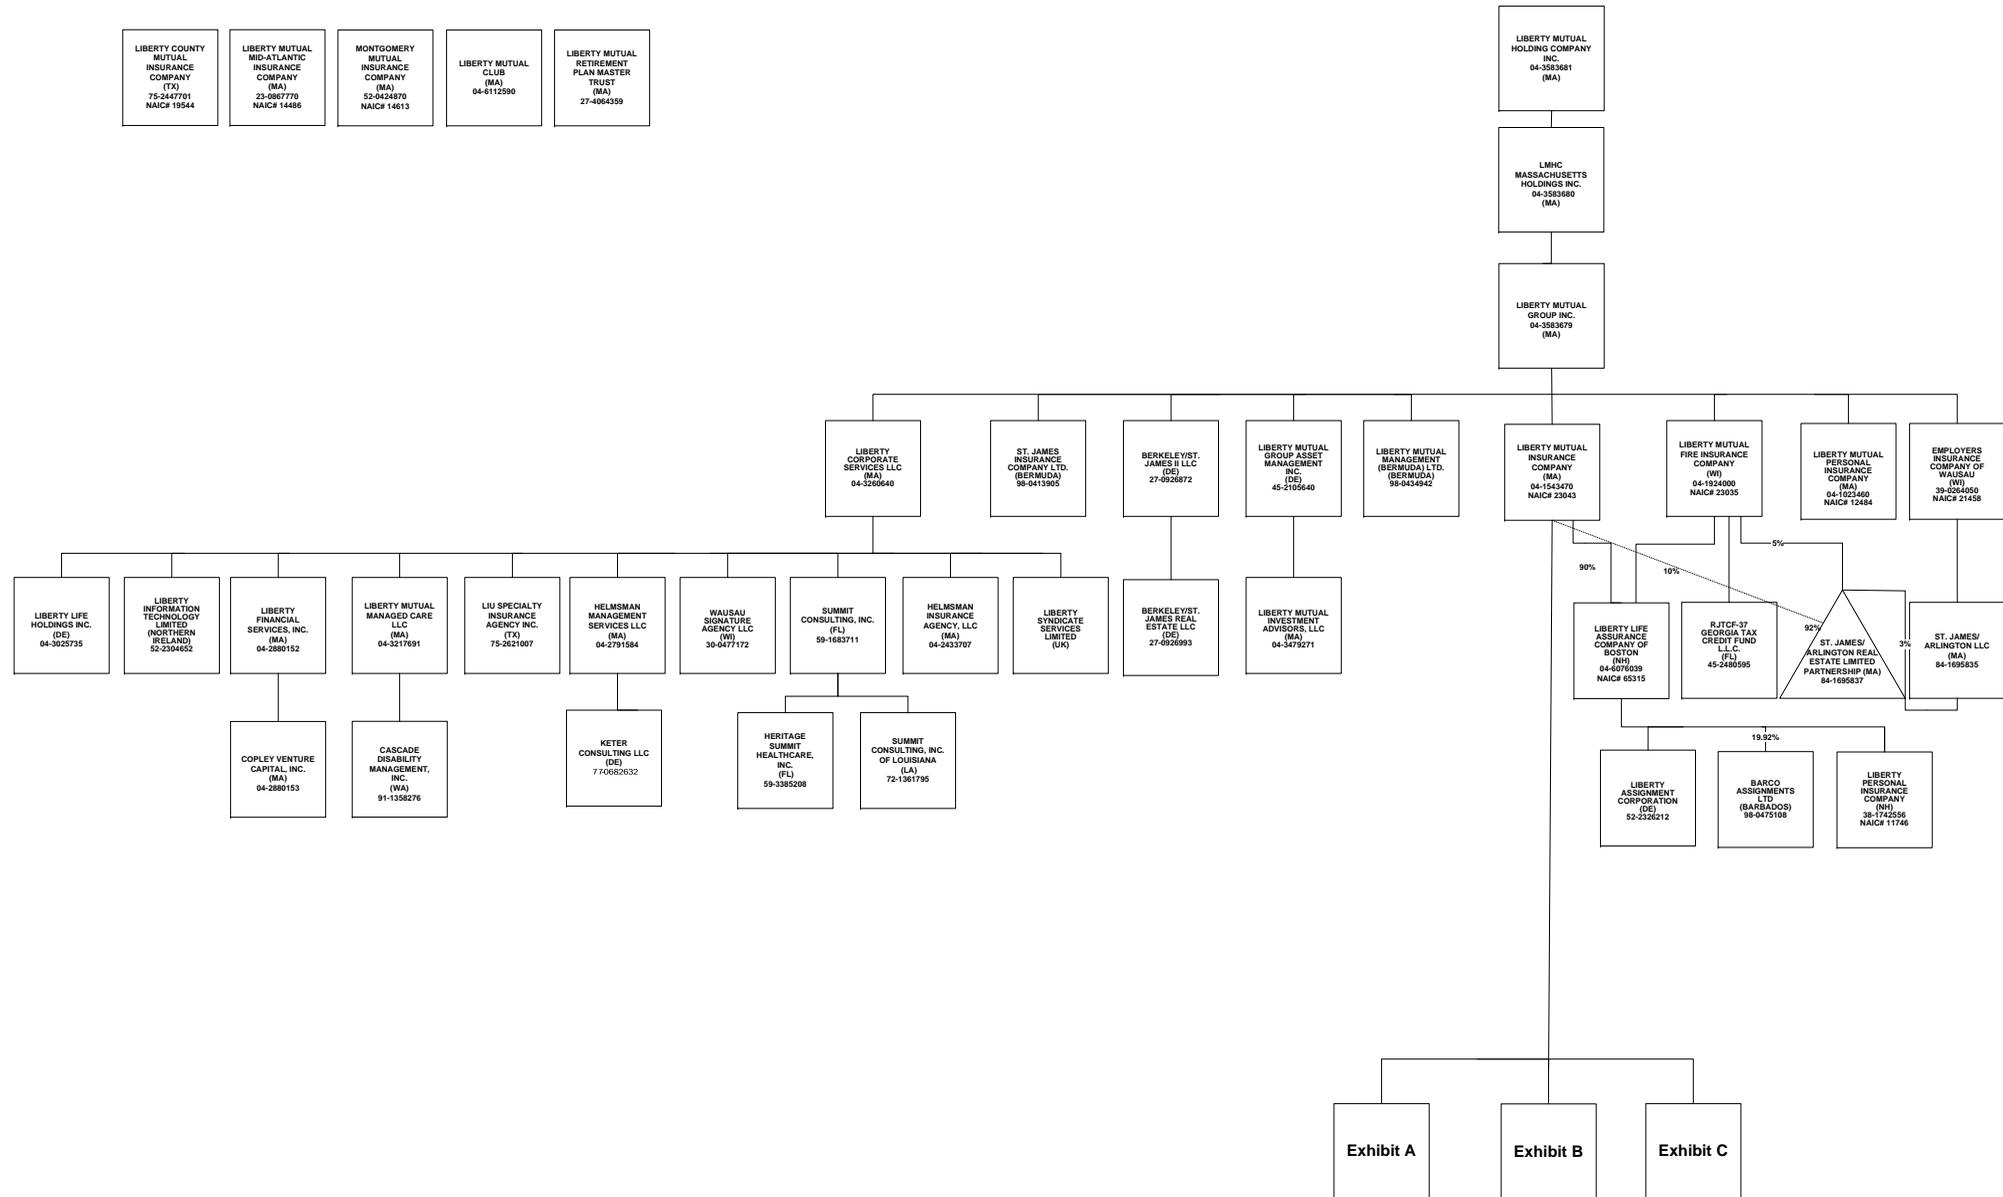 LIBERTY COUNTY
MUTUAL
INSURANCE
COMPANY
(TX)
75-2447701
NAIC# 19544
LIBERTY MUTUAL
MID-ATLANTIC
INSURANCE
COMPANY
(MA)
23-0867770
NAIC# 14486
MONTGOMERY
MUTUAL
INSURANCE
COMPANY
(MA)
52-0424870
NAIC# 14613
LIBERTY MUTUAL
CLUB
(MA)
04-6112590
LIBERTY MUTUAL
RETIREMENT
PLAN MASTER
TRUST
(MA)
27-4064359
LIBERTY MUTUAL
HOLDING COMPANY
INC.
04-3583681
(MA)
LMHC
MASSACHUSETTS
HOLDINGS INC.
04-3583680
(MA)
LIBERTY MUTUAL
GROUP INC.
04-3583679
(MA)
LIBERTY
CORPORATE
SERVICES LLC
(MA)
04-3260640
ST. JAMES
INSURANCE
COMPANY LTD.
(BERMUDA)
98-0413905
BERKELEY/ST.
JAMES II LLC
(DE)
27-0926872
LIBERTY MUTUAL
GROUP ASSET
MANAGEMENT
INC.
(DE)
45-2105640
LIBERTY MUTUAL
MANAGEMENT
(BERMUDA) LTD.
(BERMUDA)
98-0434942
LIBERTY MUTUAL
INSURANCE
COMPANY
(MA)
04-1543470
NAIC# 23043
LIBERTY MUTUAL
FIRE INSURANCE
COMPANY
(WI)
04-1924000
NAIC# 23035
LIBERTY MUTUAL
PERSONAL
INSURANCE
COMPANY
(MA)
04-1023460
NAIC# 12484
EMPLOYERS
INSURANCE
COMPANY OF
WAUSAU
(WI)
39-0264050
NAIC# 21458
5%
90%
10%
LIBERTY LIFE
HOLDINGS INC.
(DE)
04-3025735
LIBERTY
INFORMATION
TECHNOLOGY
LIMITED
(NORTHERN
IRELAND)
52-2304652
LIBERTY
FINANCIAL
SERVICES, INC.
(MA)
04-2880152
LIBERTY MUTUAL
MANAGED CARE
LLC
(MA)
04-3217691
LIU SPECIALTY
INSURANCE
AGENCY INC.
(TX)
75-2621007
HELMSMAN
MANAGEMENT
SERVICES LLC
(MA)
04-2791584
WAUSAU
SIGNATURE
AGENCY LLC
(WI)
30-0477172
SUMMIT
CONSULTING, INC.
(FL)
59-1683711
HELMSMAN
INSURANCE
AGENCY, LLC
(MA)
04-2433707
LIBERTY
SYNDICATE
SERVICES
LIMITED
(UK)
BERKELEY/ST.
JAMES REAL
ESTATE LLC
(DE)
27-0926993
LIBERTY MUTUAL
INVESTMENT
ADVISORS, LLC
(MA)
04-3479271
LIBERTY LIFE
ASSURANCE
COMPANY OF
BOSTON
(NH)
04-6076039
NAIC# 65315
RJTCF-37
GEORGIA TAX
CREDIT FUND
L.L.C.
(FL)
45-2480595
92%
ST. JAMES/
ARLINGTON REAL
ESTATE LIMITED
PARTNERSHIP (MA)
84-1695837
3%
ST. JAMES/
ARLINGTON LLC
(MA)
84-1695835
COPLEY VENTURE
CAPITAL, INC.
(MA)
04-2880153
CASCADE
DISABILITY
MANAGEMENT,
INC.
(WA)
91-1358276
KETER
CONSULTING LLC
(DE)
77-0682632
HERITAGE
SUMMIT
HEALTHCARE,
INC.
(FL)
59-3385208
SUMMIT
CONSULTING, INC.
OF LOUISIANA
(LA)
72-1361795
19.92%
LIBERTY
ASSIGNMENT
CORPORATION
(DE)
52-2326212
BARCO
ASSIGNMENTS
LTD
(BARBADOS)
98-0475108
LIBERTY
PERSONAL
INSURANCE
COMPANY
(NH)
38-1742556
NAIC# 11746
Exhibit A
Exhibit B
Exhibit C